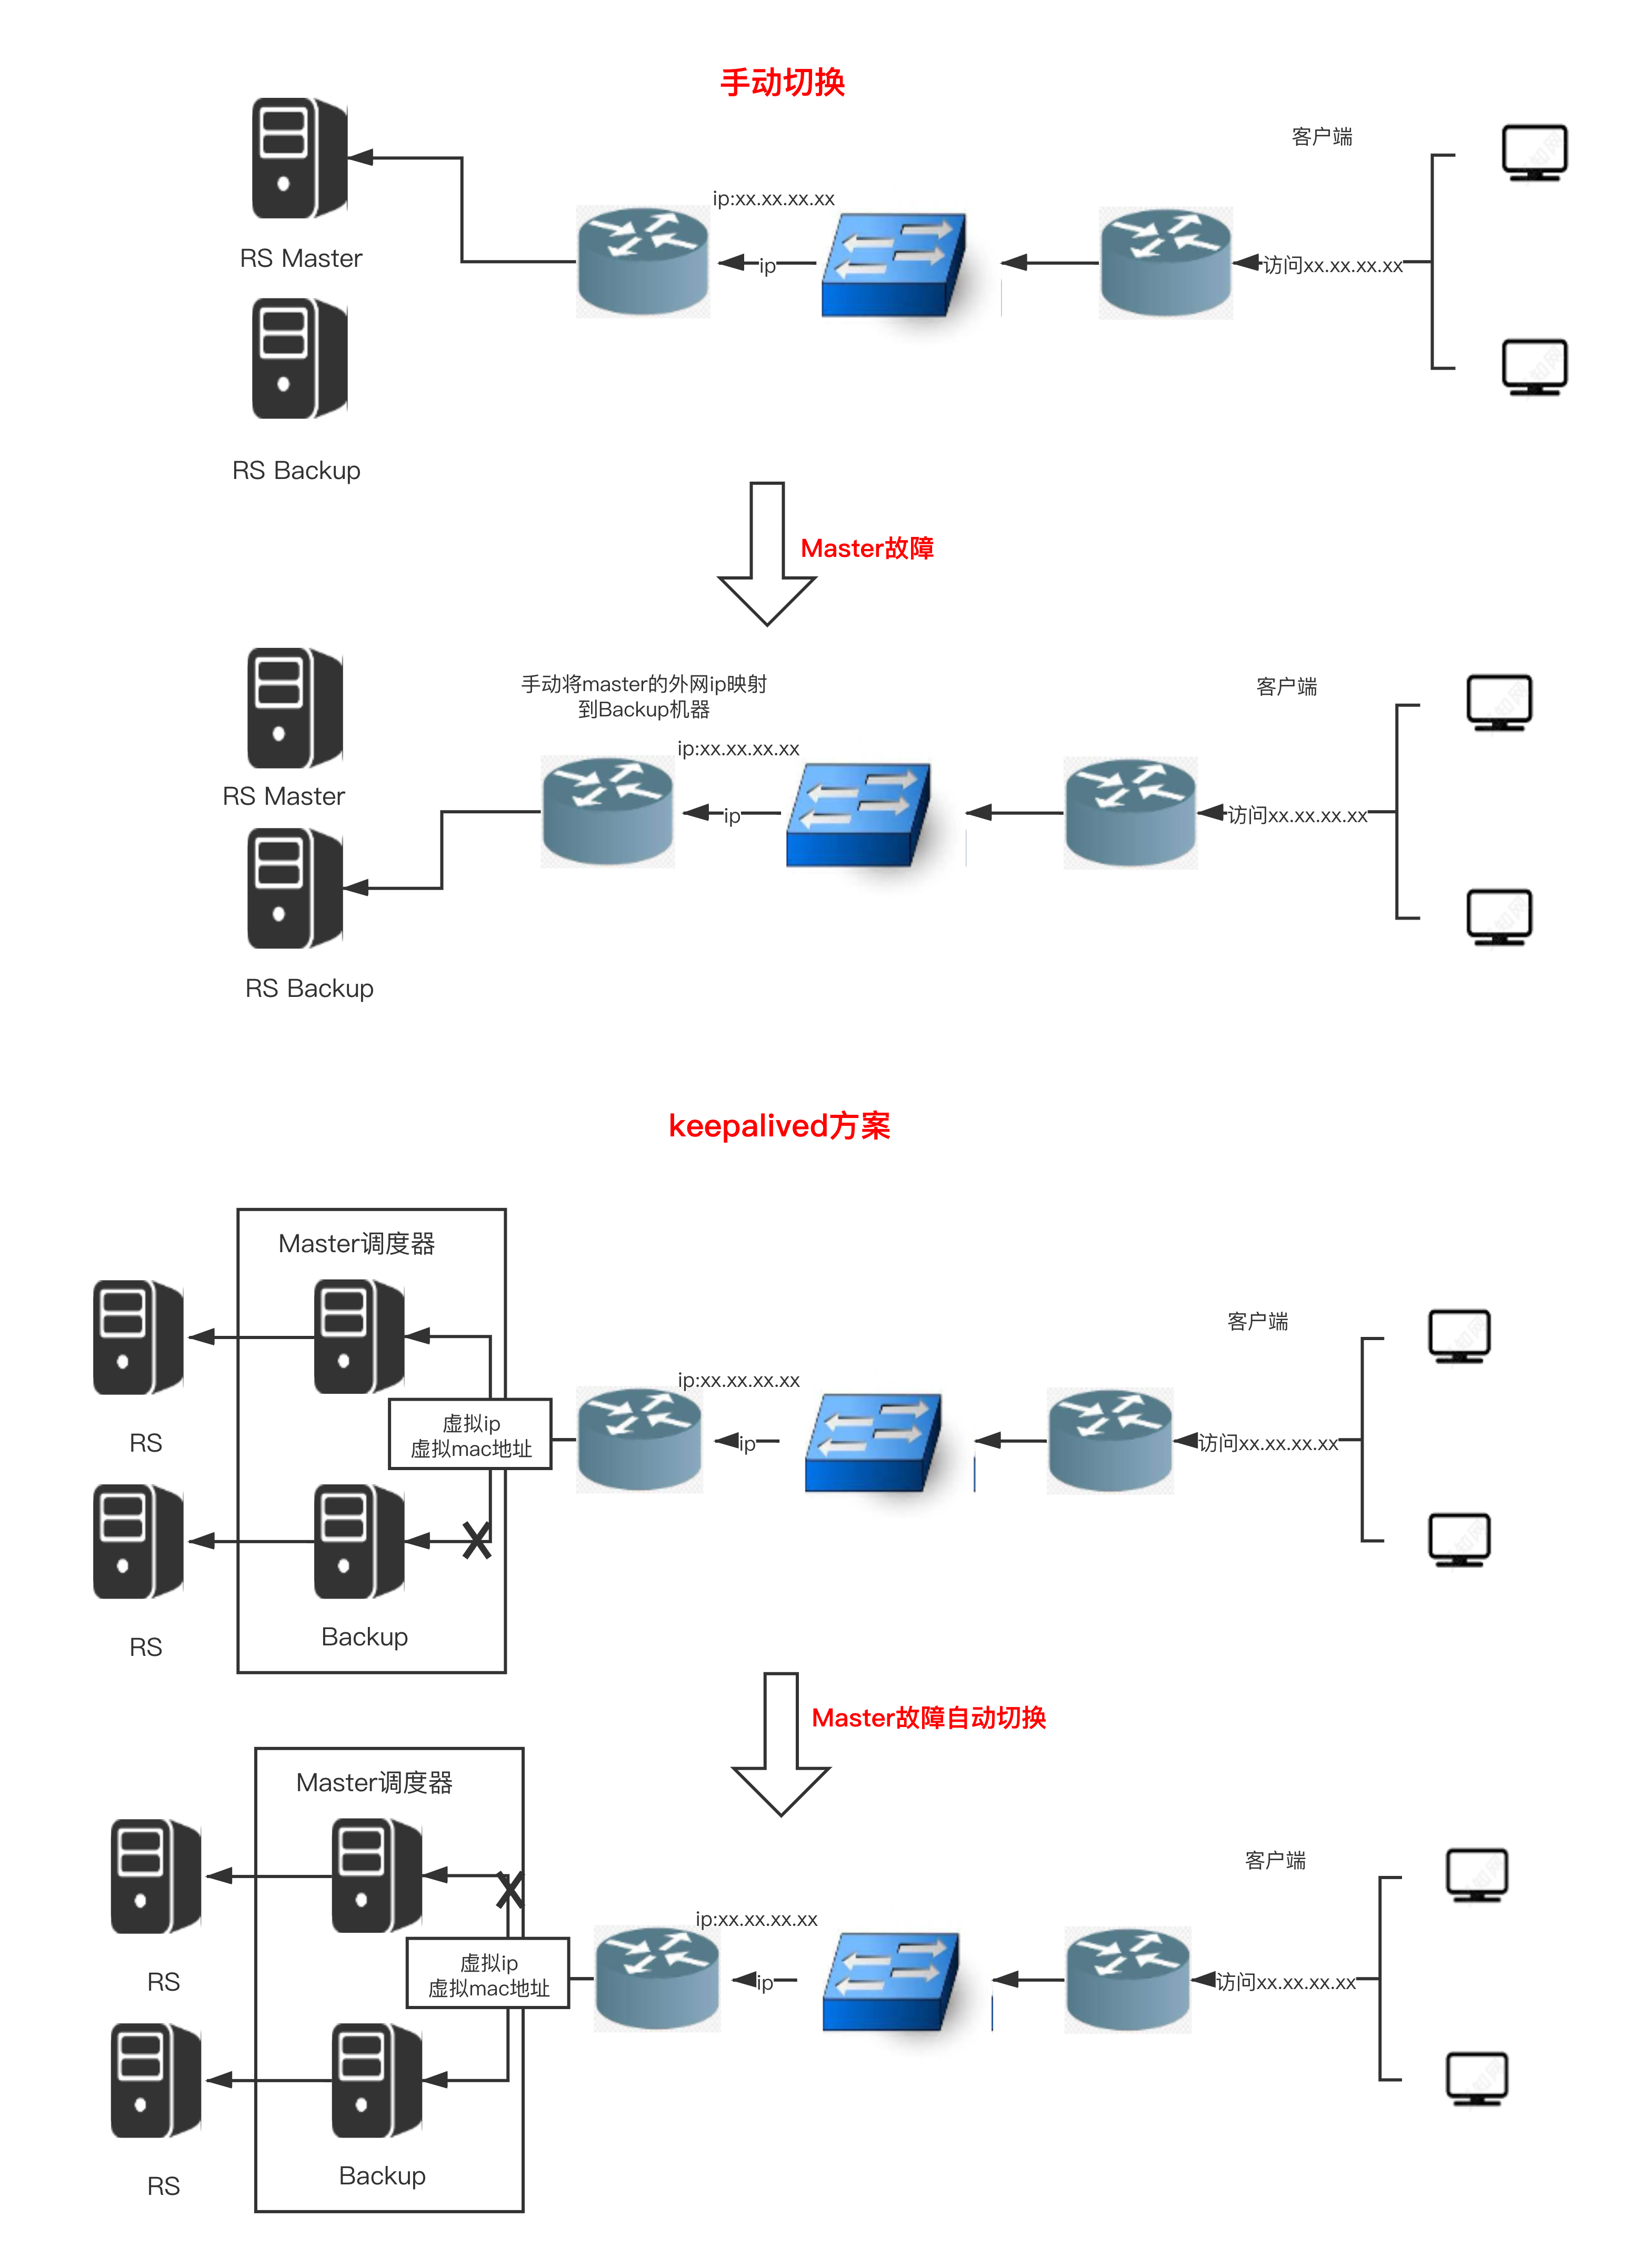 手动切换
客户端
ip:xx.xx.xx.xx
RS Master
ip
访问xx.xx.xx.xx
RS Backup
Master故障
手动将master的外网ip映射
到Backup机器
客户端
ip:xx.xx.xx.xx
RS Master
ip
访问xx.xx.xx.xx
RS Backup
keepalived方案
Master调度器
客户端
ip:xx.xx.xx.xx
虚拟ip
虚拟mac地址
RS
ip
访问xx.xx.xx.xx
Backup
RS
Master故障自动切换
Master调度器
客户端
ip:xx.xx.xx.xx
虚拟ip
虚拟mac地址
RS
ip
访问xx.xx.xx.xx
Backup
RS